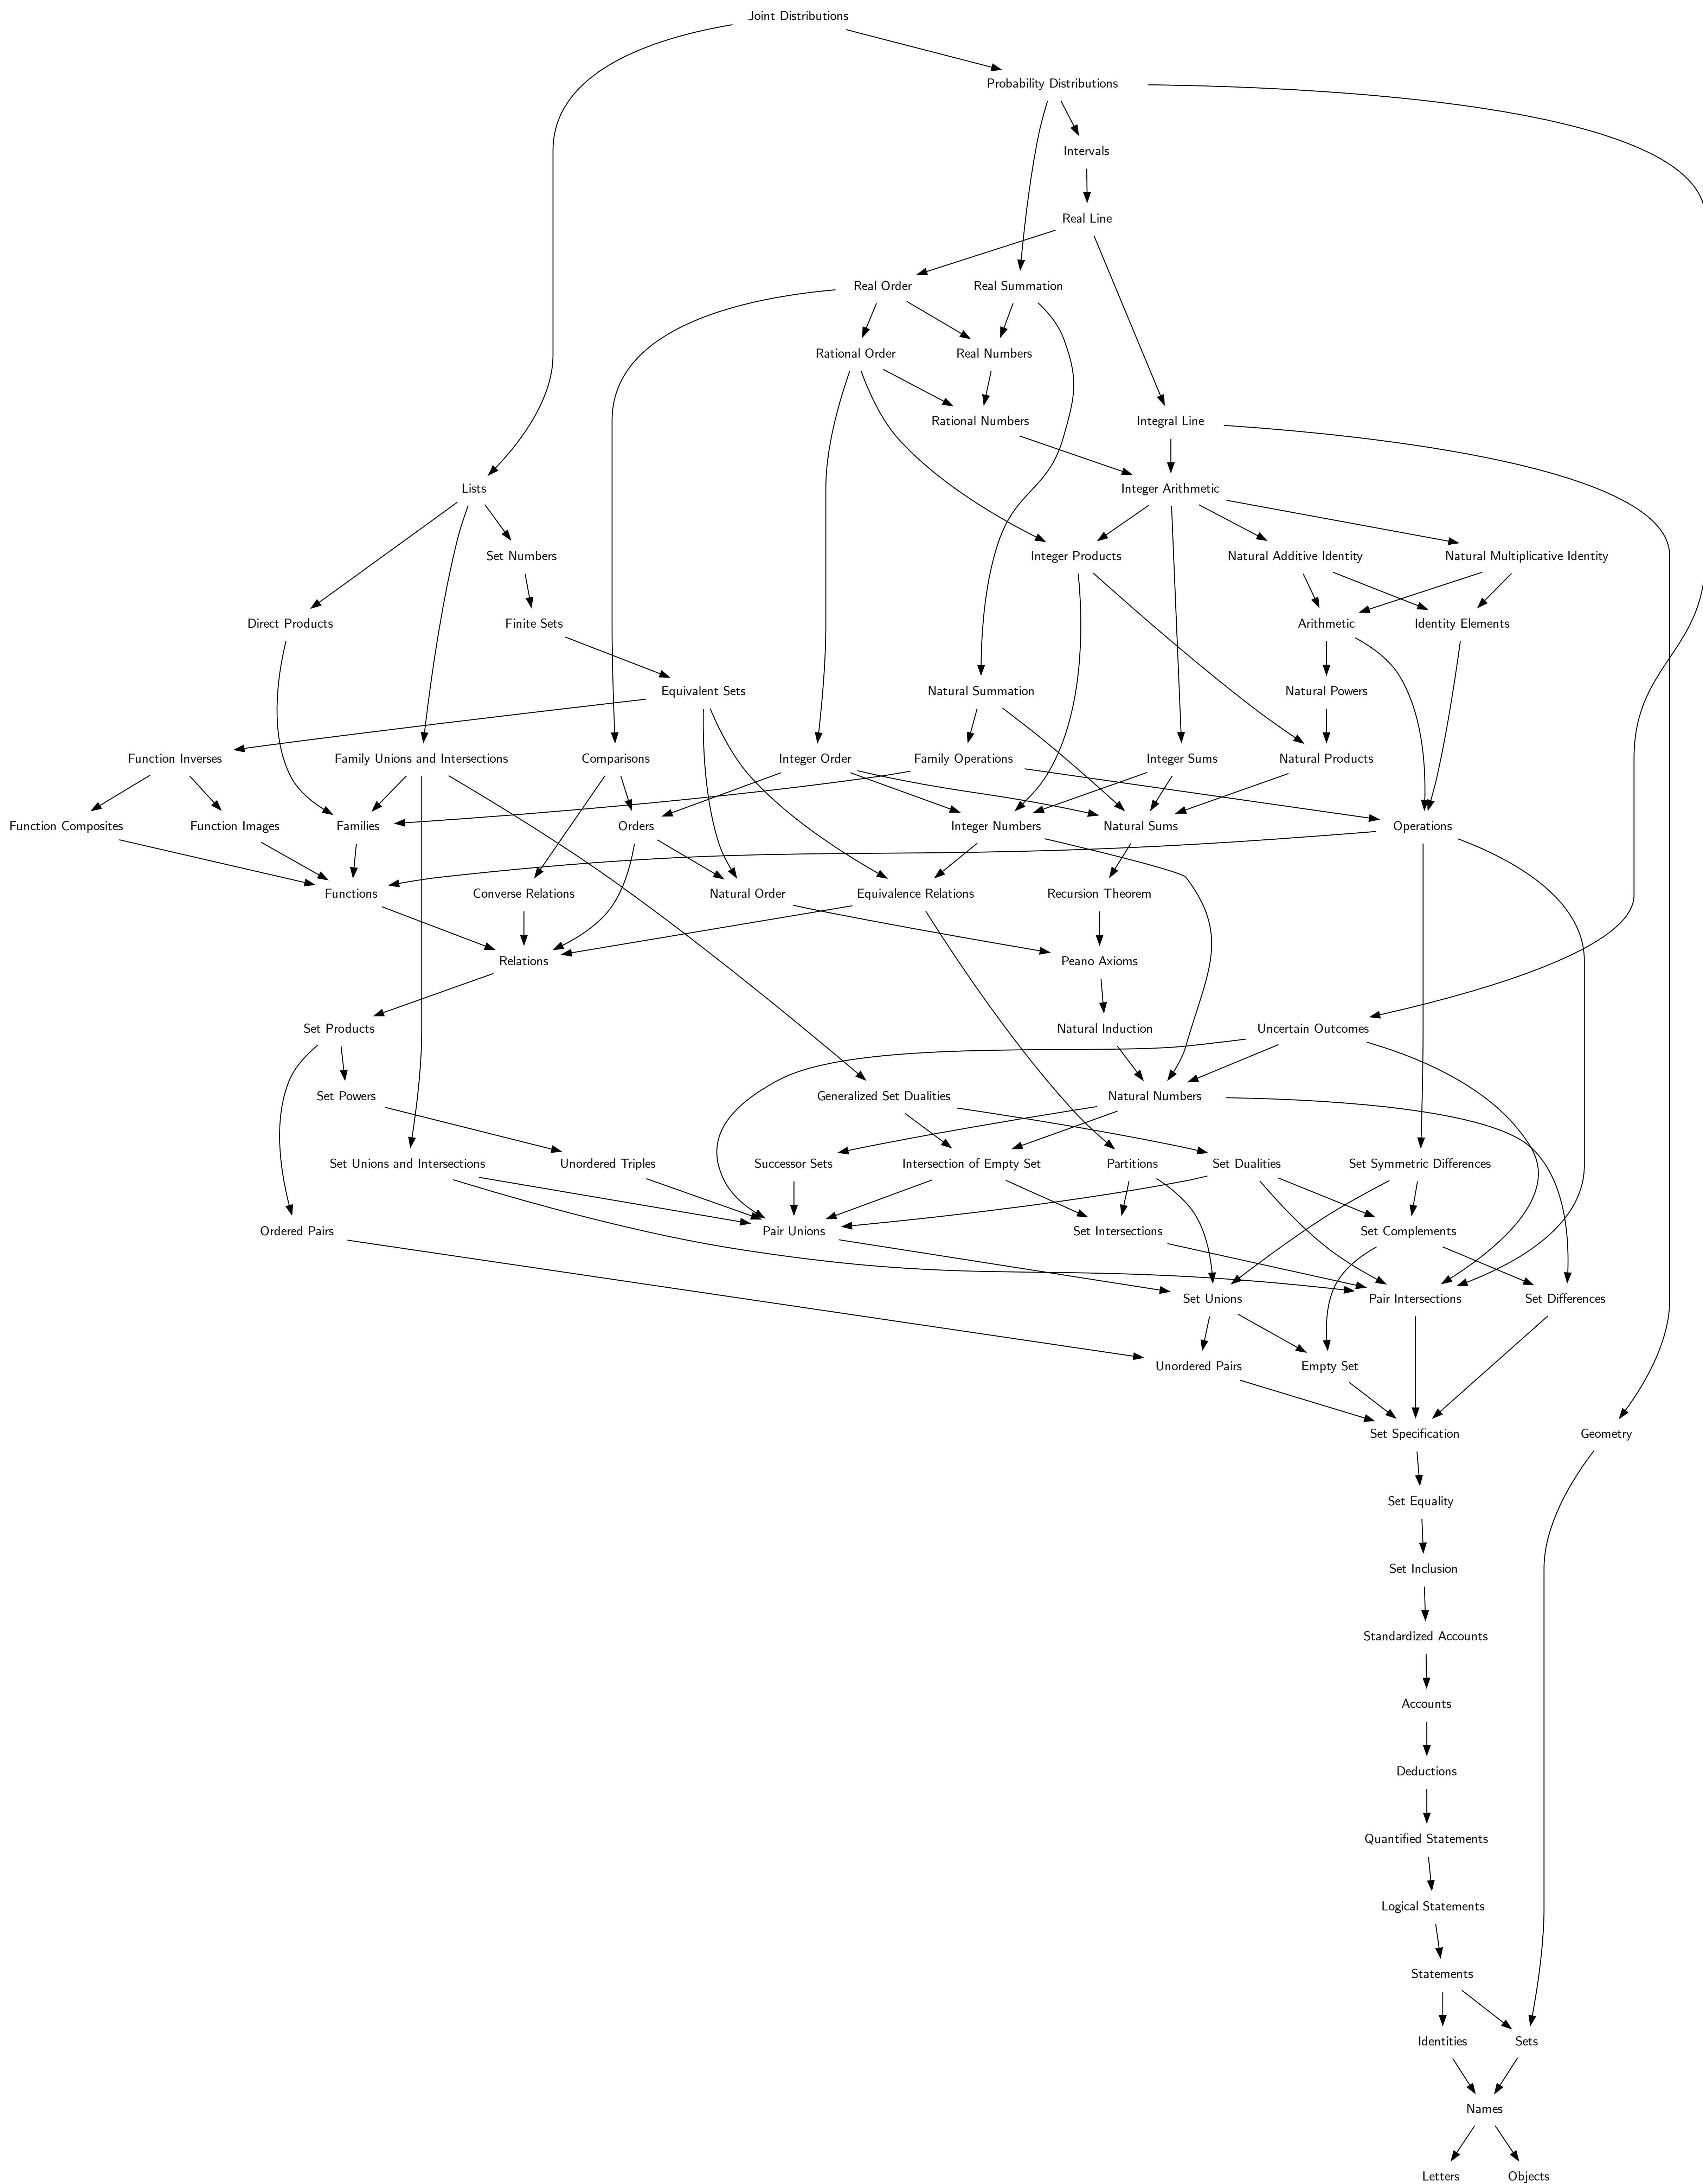 Joint Distributions
Probability Distributions
Intervals
Real Line
Real Order
Real Summation
Rational Order
Real Numbers
Rational Numbers
Integral Line
Lists
Integer Arithmetic
Set Numbers
Integer Products
Natural Additive Identity
Natural Multiplicative Identity
Direct Products
Finite Sets
Arithmetic
Identity Elements
Equivalent Sets
Natural Summation
Natural Powers
Function Inverses
Family Unions and Intersections
Comparisons
Integer Order
Family Operations
Integer Sums
Natural Products
Function Composites
Function Images
Families
Orders
Integer Numbers
Natural Sums
Operations
Functions
Converse Relations
Natural Order
Equivalence Relations
Recursion Theorem
Relations
Peano Axioms
Set Products
Natural Induction
Uncertain Outcomes
Set Powers
Generalized Set Dualities
Natural Numbers
Set Unions and Intersections
Unordered Triples
Successor Sets
Intersection of Empty Set
Partitions
Set Dualities
Set Symmetric Differences
Ordered Pairs
Pair Unions
Set Intersections
Set Complements
Set Unions
Pair Intersections
Set Differences
Unordered Pairs
Empty Set
Set Specification
Geometry
Set Equality
Set Inclusion
Standardized Accounts
Accounts
Deductions
Quantified Statements
Logical Statements
Statements
Identities
Sets
Names
Letters
Objects